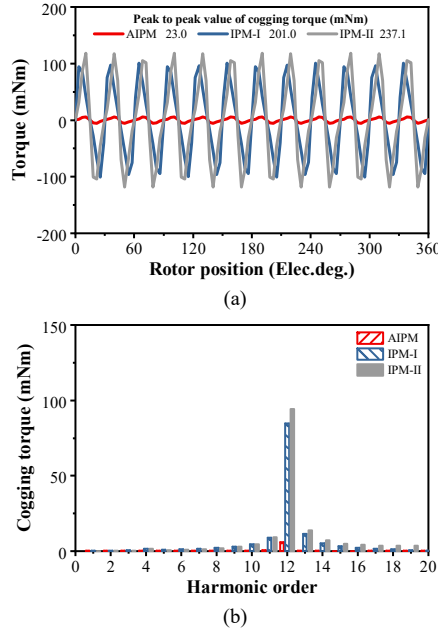 Peak to peak value of cogging torque (mNm)
AIPM 23.0 IPM-I 201.0 IPM-II 237.1
200
100
0
-100
-200
Torque (mNm)
0 60 120 180 240 300 360
Rotor position (Elec.deg.)
(a)
150
100
50
0
Cogging torque (mNm)
AIPM
IPM-I
IPM-II
0 2 4 6 8 10 12 14 16 18 20
Harmonic order
(b)